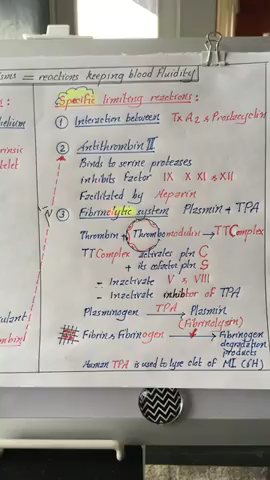 isms = reactions keeping blood fluidity
Specific limiting reactions:
① Interaction between TxA2 & Prostacyclin
② Antithrombin III
Binds to serine proteases
inhibits Factor IX X XI & XII
Facilitated by Heparin
③ Fibrinolytic system Plasmin + TPA
Thrombin + Thrombomodulin → TTComplex
TTComplex activates ptn C
+ its cofactor ptn S
- Inactivate V & VIII
- Inactivate inhibitor of TPA
Plasminogen TPA → Plasmin
(Fibrinolysin)
Fibrin & Fibrinogen → Fibrinogen
degradation
products
Human TPA is used to lyse clot of MI (6H)